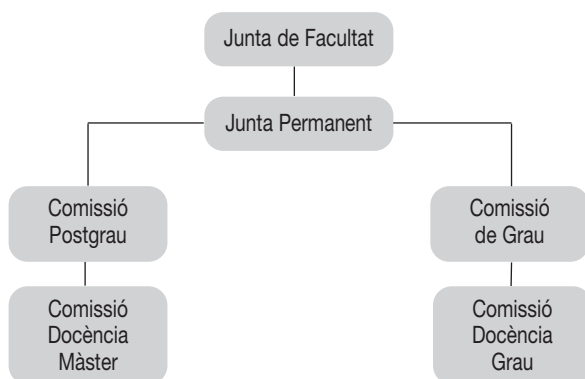 Junta de Facultat
Junta Permanent
Comissió
Postgrau
Comissió
de Grau
Comissió
Docència
Màster
Comissió
Docència
Grau